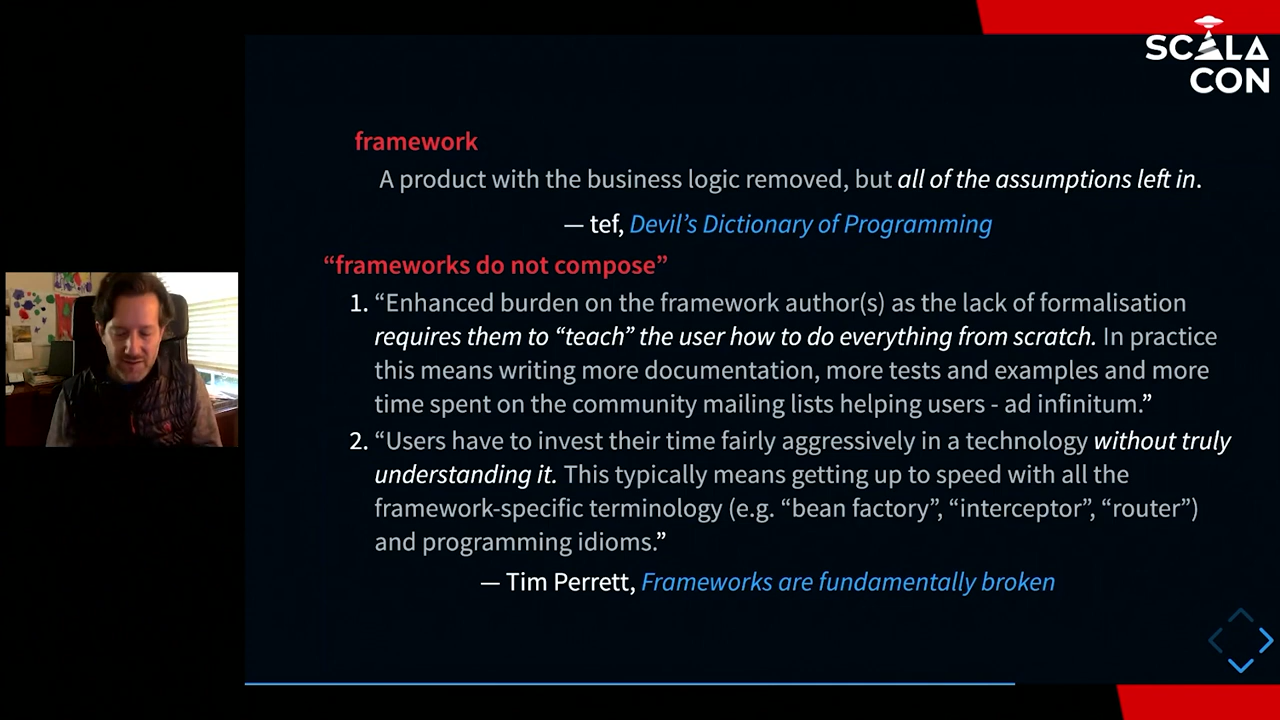 SCALA
CON
framework
A product with the business logic removed, but all of the assumptions left in.
— tef, Devil’s Dictionary of Programming
“frameworks do not compose”
1. “Enhanced burden on the framework author(s) as the lack of formalisation
requires them to “teach” the user how to do everything from scratch. In practice
this means writing more documentation, more tests and examples and more
time spent on the community mailing lists helping users - ad infinitum.”
2. “Users have to invest their time fairly aggressively in a technology without truly
understanding it. This typically means getting up to speed with all the
framework-specific terminology (e.g. “bean factory”, “interceptor”, “router”)
and programming idioms.”
— Tim Perrett, Frameworks are fundamentally broken